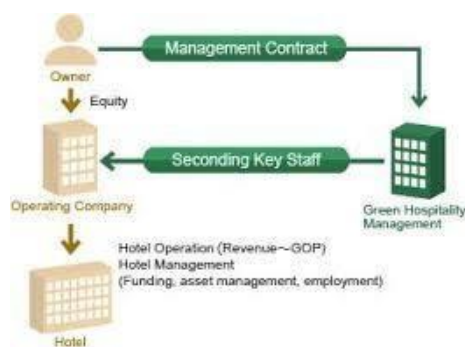 Management Contract
Owner
Equity
Seconding Key Staff
Operating Company
Green Hospitality
Management
Hotel Operation (Revenue～GOP)
Hotel Management
(Funding, asset management, employment)
Hotel